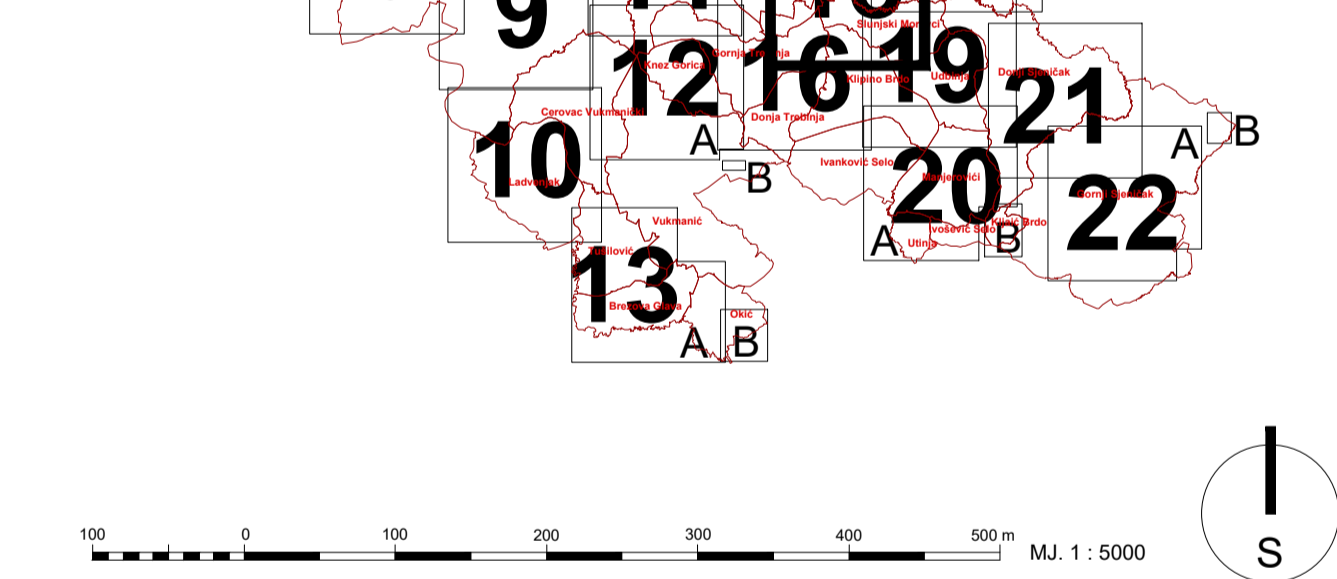 9
Slunjski Moravci
Gornja Trebinja
Knez Gorica
12
16
19
Klipino Brdo
Udbinja
Donji Sjeničak
21
Cerovac Vukmanički
Donja Trebinja
10
A
B
A
B
Ivanković Selo
Ladvenjak
20
Manjerovići
22
Gornji Sjeničak
Vukmanić
Ivošević Selo
Kljaić Brdo
A
Utinja
B
Tušilović
13
Brezova Glava
Okić
A
B
100 0 100 200 300 400 500 m
MJ. 1 : 5000
S